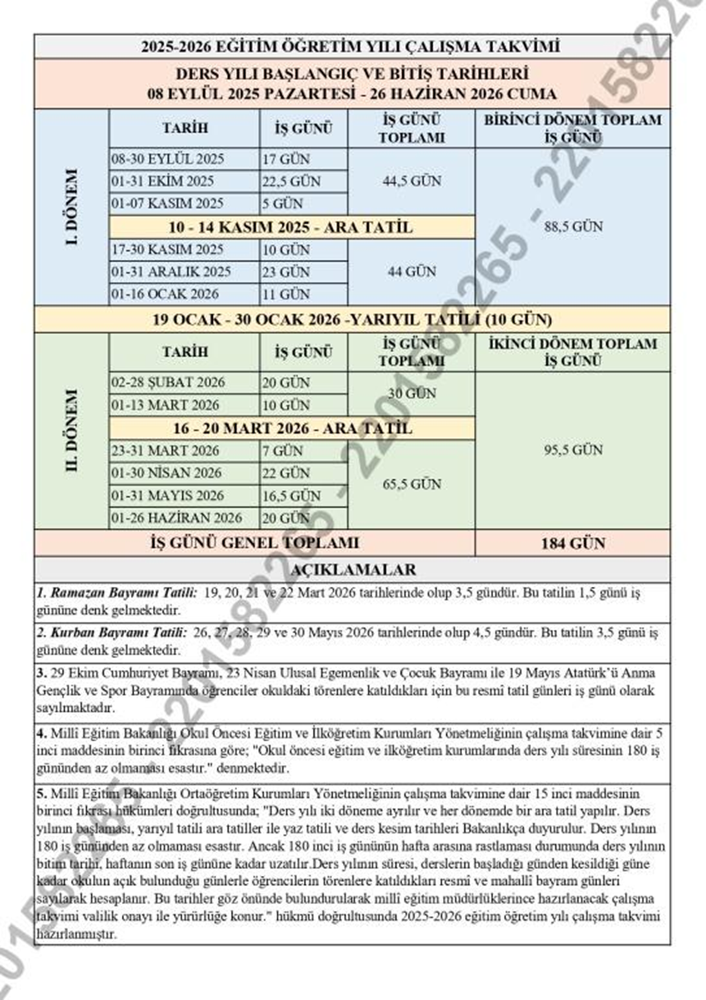 2025-2026 EĞİTİM ÖĞRETİM YILI ÇALIŞMA TAKVİMİ
DERS YILI BAŞLANGIÇ VE BİTİŞ TARİHLERİ
08 EYLÜL 2025 PAZARTESİ - 26 HAZİRAN 2026 CUMA
I. DÖNEM
TARİH
İŞ GÜNÜ
İŞ GÜNÜ
TOPLAMI
BİRİNCİ DÖNEM TOPLAM
İŞ GÜNÜ
08-30 EYLÜL 2025
17 GÜN
01-31 EKİM 2025
22,5 GÜN
44,5 GÜN
01-07 KASIM 2025
5 GÜN
10 - 14 KASIM 2025 - ARA TATİL
88,5 GÜN
17-30 KASIM 2025
10 GÜN
01-31 ARALIK 2025
23 GÜN
44 GÜN
01-16 OCAK 2026
11 GÜN
19 OCAK - 30 OCAK 2026 -YARIYIL TATİLİ (10 GÜN)
II. DÖNEM
TARİH
İŞ GÜNÜ
İŞ GÜNÜ
TOPLAMI
İKİNCİ DÖNEM TOPLAM
İŞ GÜNÜ
02-28 ŞUBAT 2026
20 GÜN
30 GÜN
01-13 MART 2026
10 GÜN
16 - 20 MART 2026 - ARA TATİL
23-31 MART 2026
7 GÜN
95,5 GÜN
01-30 NİSAN 2026
22 GÜN
65,5 GÜN
01-31 MAYIS 2026
16,5 GÜN
01-26 HAZİRAN 2026
20 GÜN
İŞ GÜNÜ GENEL TOPLAMI
184 GÜN
AÇIKLAMALAR
1. Ramazan Bayramı Tatili: 19, 20, 21 ve 22 Mart 2026 tarihlerinde olup 3,5 gündür. Bu tatilin 1,5 günü iş
gününe denk gelmektedir.
2. Kurban Bayramı Tatili: 26, 27, 28, 29 ve 30 Mayıs 2026 tarihlerinde olup 4,5 gündür. Bu tatilin 3,5 günü iş
gününe denk gelmektedir.
3. 29 Ekim Cumhuriyet Bayramı, 23 Nisan Ulusal Egemenlik ve Çocuk Bayramı ile 19 Mayıs Atatürk'ü Anma
Gençlik ve Spor Bayramında öğrenciler okuldaki törenlere katıldıkları için bu resmî tatil günleri iş günü olarak
sayılmaktadır.
4. Millî Eğitim Bakanlığı Okul Öncesi Eğitim ve İlköğretim Kurumları Yönetmeliğinin çalışma takvimine dair 5
inci maddesinin birinci fıkrasına göre; "Okul öncesi eğitim ve ilköğretim kurumlarında ders yılı süresinin 180 iş
gününden az olmaması esastır." denmektedir.
5. Millî Eğitim Bakanlığı Ortaöğretim Kurumları Yönetmeliğinin çalışma takvimine dair 15 inci maddesinin
birinci fıkrası hükümleri doğrultusunda; "Ders yılı iki döneme ayrılır ve her dönemde bir ara tatil yapılır. Ders
yılının başlaması, yarıyıl tatili ara tatiller ile yaz tatili ve ders kesim tarihleri Bakanlıkça duyurulur. Ders yılının
180 iş gününden az olmaması esastır. Ancak 180 inci iş gününün hafta arasına rastlaması durumunda ders yılının
bitim tarihi, haftanın son iş gününe kadar uzatılır.Ders yılının süresi, derslerin başladığı günden kesildiği güne
kadar okulun açık bulunduğu günlerle öğrencilerin törenlere katıldıkları resmî ve mahallî bayram günleri
sayılarak hesaplanır. Bu tarihler göz önünde bulundurularak millî eğitim müdürlüklerince hazırlanacak çalışma
takvimi valilik onayı ile yürürlüğe konur." hükmü doğrultusunda 2025-2026 eğitim öğretim yılı çalışma takvimi
hazırlanmıştır.
2201582265 - 2201582265 - 2201582265 - 2201582265